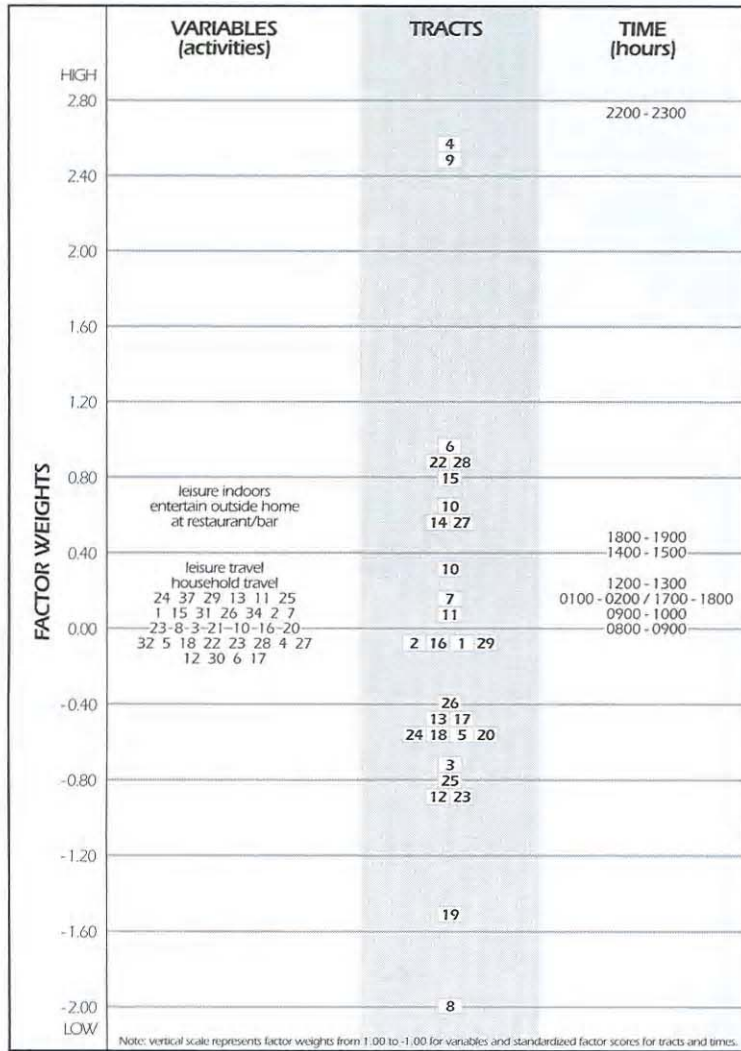 VARIABLES
(activities)
TRACTS
TIME
(hours)
FACTOR WEIGHTS
HIGH
2.80
2.40
2.00
1.60
1.20
0.80
0.40
0.00
-0.40
-0.80
-1.20
-1.60
-2.00
LOW
leisure indoors
entertain outside home
at restaurant/bar
leisure travel
household travel
24 37 29 13 11 25
1 15 31 26 34 2 7
23-8-3-21-10-16-20
32 5 18 22 23 28 4 27
12 30 6 17
4
9
6
22 28
15
10
14 27
10
7
11
2 16 1 29
26
13 17
24 18 5 20
3
25
12 23
19
8
2200 - 2300
1800 - 1900
1400 - 1500
1200 - 1300
0100 - 0200 / 1700 - 1800
0900 - 1000
0800 - 0900
Note: vertical scale represents factor weights from 1.00 to -1.00 for variables and standardized factor scores for tracts and times.